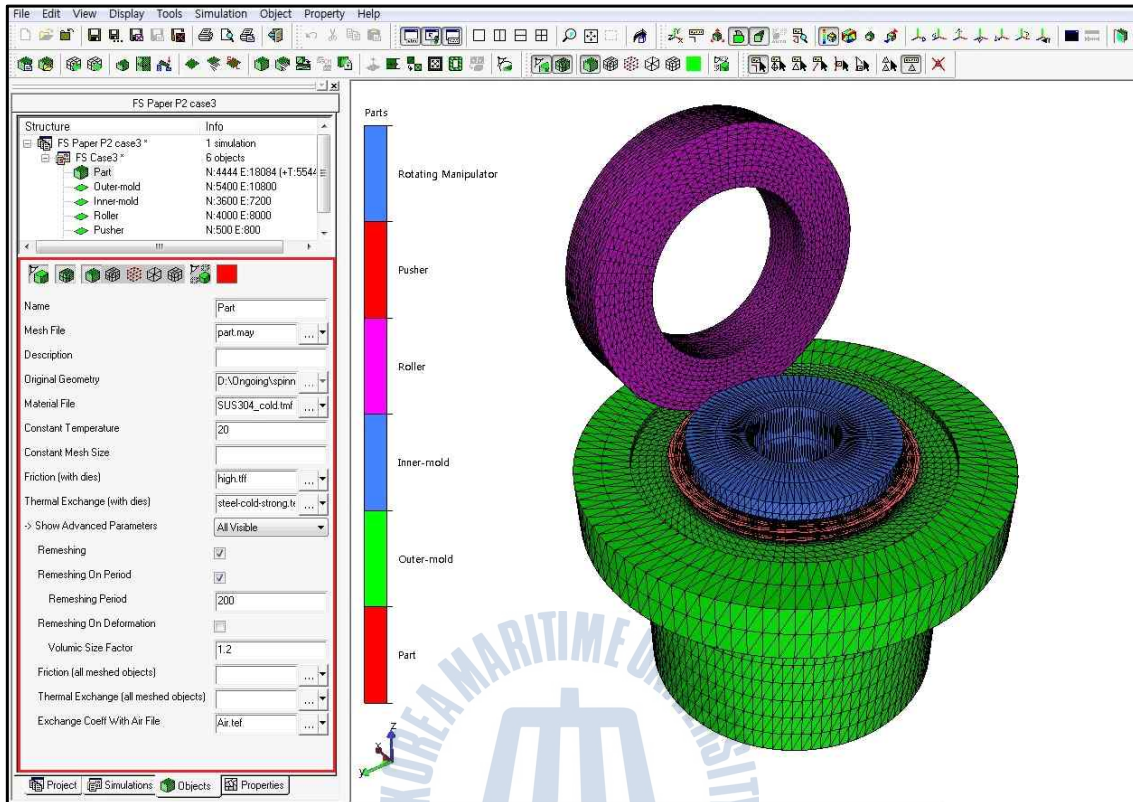 File Edit View Display Tools Simulation Object Property Help
FS Paper P2 case3
Structure Info
FS Paper P2 case3 * 1 simulation
FS Case3 * 6 objects
Part N:4444 E:18084 (+T:5544
Outer-mold N:5400 E:10800
Inner-mold N:3600 E:7200
Roller N:4000 E:8000
Pusher N:500 E:800
Name Part
Mesh File part.may ...
Description
Original Geometry D:\Ongoing\spinn ...
Material File SUS304_cold.tmf ...
Constant Temperature 20
Constant Mesh Size
Friction (with dies) high.tff ...
Thermal Exchange (with dies) steel-cold-strong.te ...
-> Show Advanced Parameters All Visible
Remeshing
Remeshing On Period
Remeshing Period 200
Remeshing On Deformation
Volumic Size Factor 1.2
Friction (all meshed objects) ...
Thermal Exchange (all meshed objects) ...
Exchange Coeff With Air File Air.tef ...
Project Simulations Objects Properties
Parts
Rotating Manipulator
Pusher
Roller
Inner-mold
Outer-mold
Part
z
x
y
KOREA MARITIME